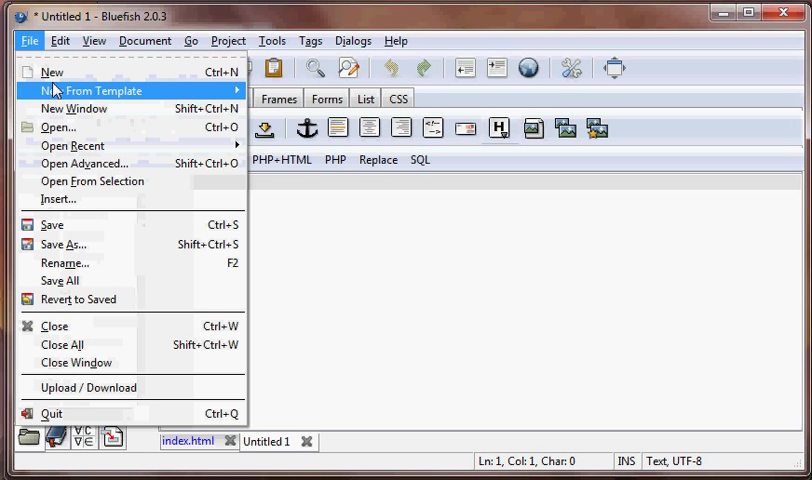 * Untitled 1 - Bluefish 2.0.3
File Edit View Document Go Project Tools Tags Dialogs Help
New Ctrl+N
New From Template
New Window Shift+Ctrl+N
Open... Ctrl+O
Open Recent
Open Advanced... Shift+Ctrl+O
Open From Selection
Insert...
Save Ctrl+S
Save As... Shift+Ctrl+S
Rename... F2
Save All
Revert to Saved
Close Ctrl+W
Close All Shift+Ctrl+W
Close Window
Upload / Download
Quit Ctrl+Q
Frames Forms List CSS
H
PHP+HTML PHP Replace SQL
index.html Untitled 1
Ln: 1, Col: 1, Char: 0 INS Text, UTF-8